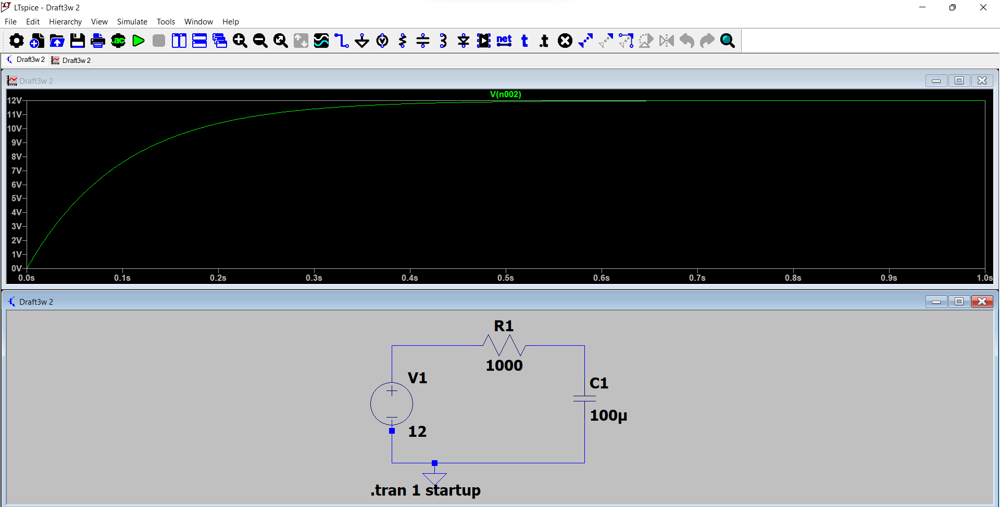 LTspice - Draft3w 2
File Edit Hierarchy View Simulate Tools Window Help
.ac
net t .t
Draft3w 2 Draft3w 2
Draft3w 2
V(n002)
12V
11V
10V
9V
8V
7V
6V
5V
4V
3V
2V
1V
0V
0.0s 0.1s 0.2s 0.3s 0.4s 0.5s 0.6s 0.7s 0.8s 0.9s 1.0s
Draft3w 2
R1
1000
V1
C1
100µ
12
.tran 1 startup